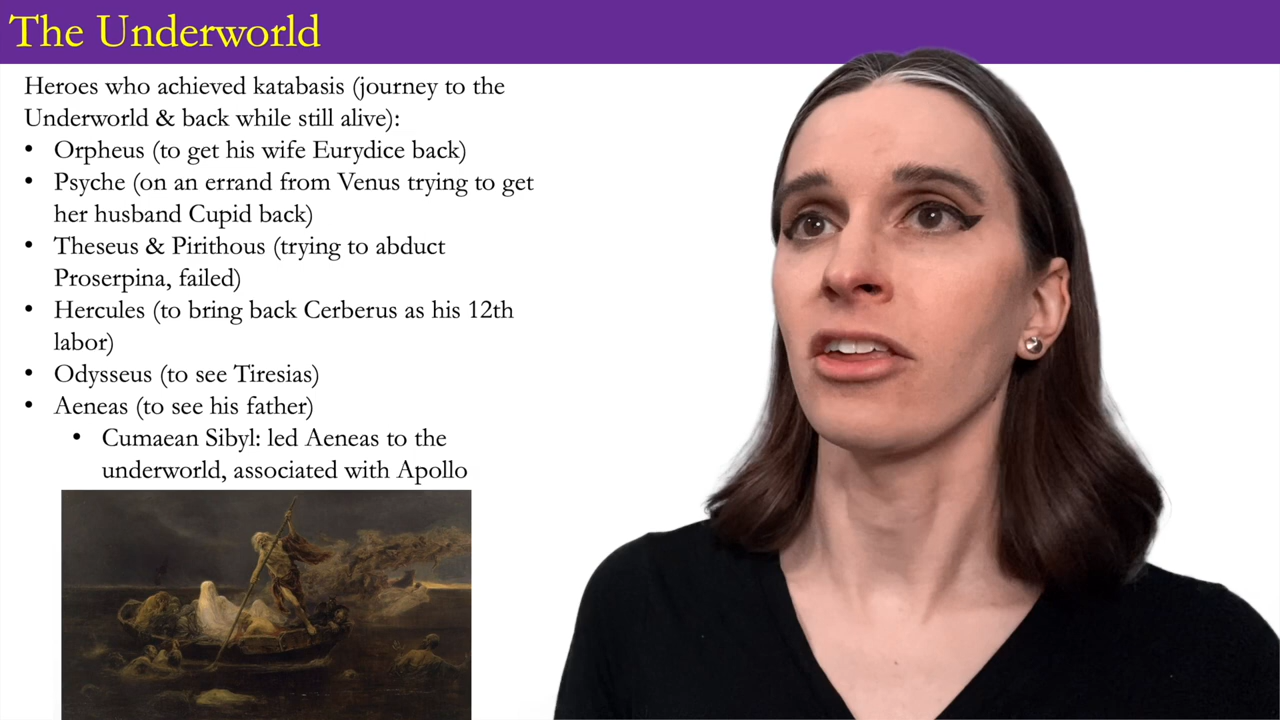 The Underworld
Heroes who achieved katabasis (journey to the
Underworld & back while still alive):
• Orpheus (to get his wife Eurydice back)
• Psyche (on an errand from Venus trying to get
her husband Cupid back)
• Theseus & Pirithous (trying to abduct
Proserpina, failed)
• Hercules (to bring back Cerberus as his 12th
labor)
• Odysseus (to see Tiresias)
• Aeneas (to see his father)
• Cumaean Sibyl: led Aeneas to the
underworld, associated with Apollo